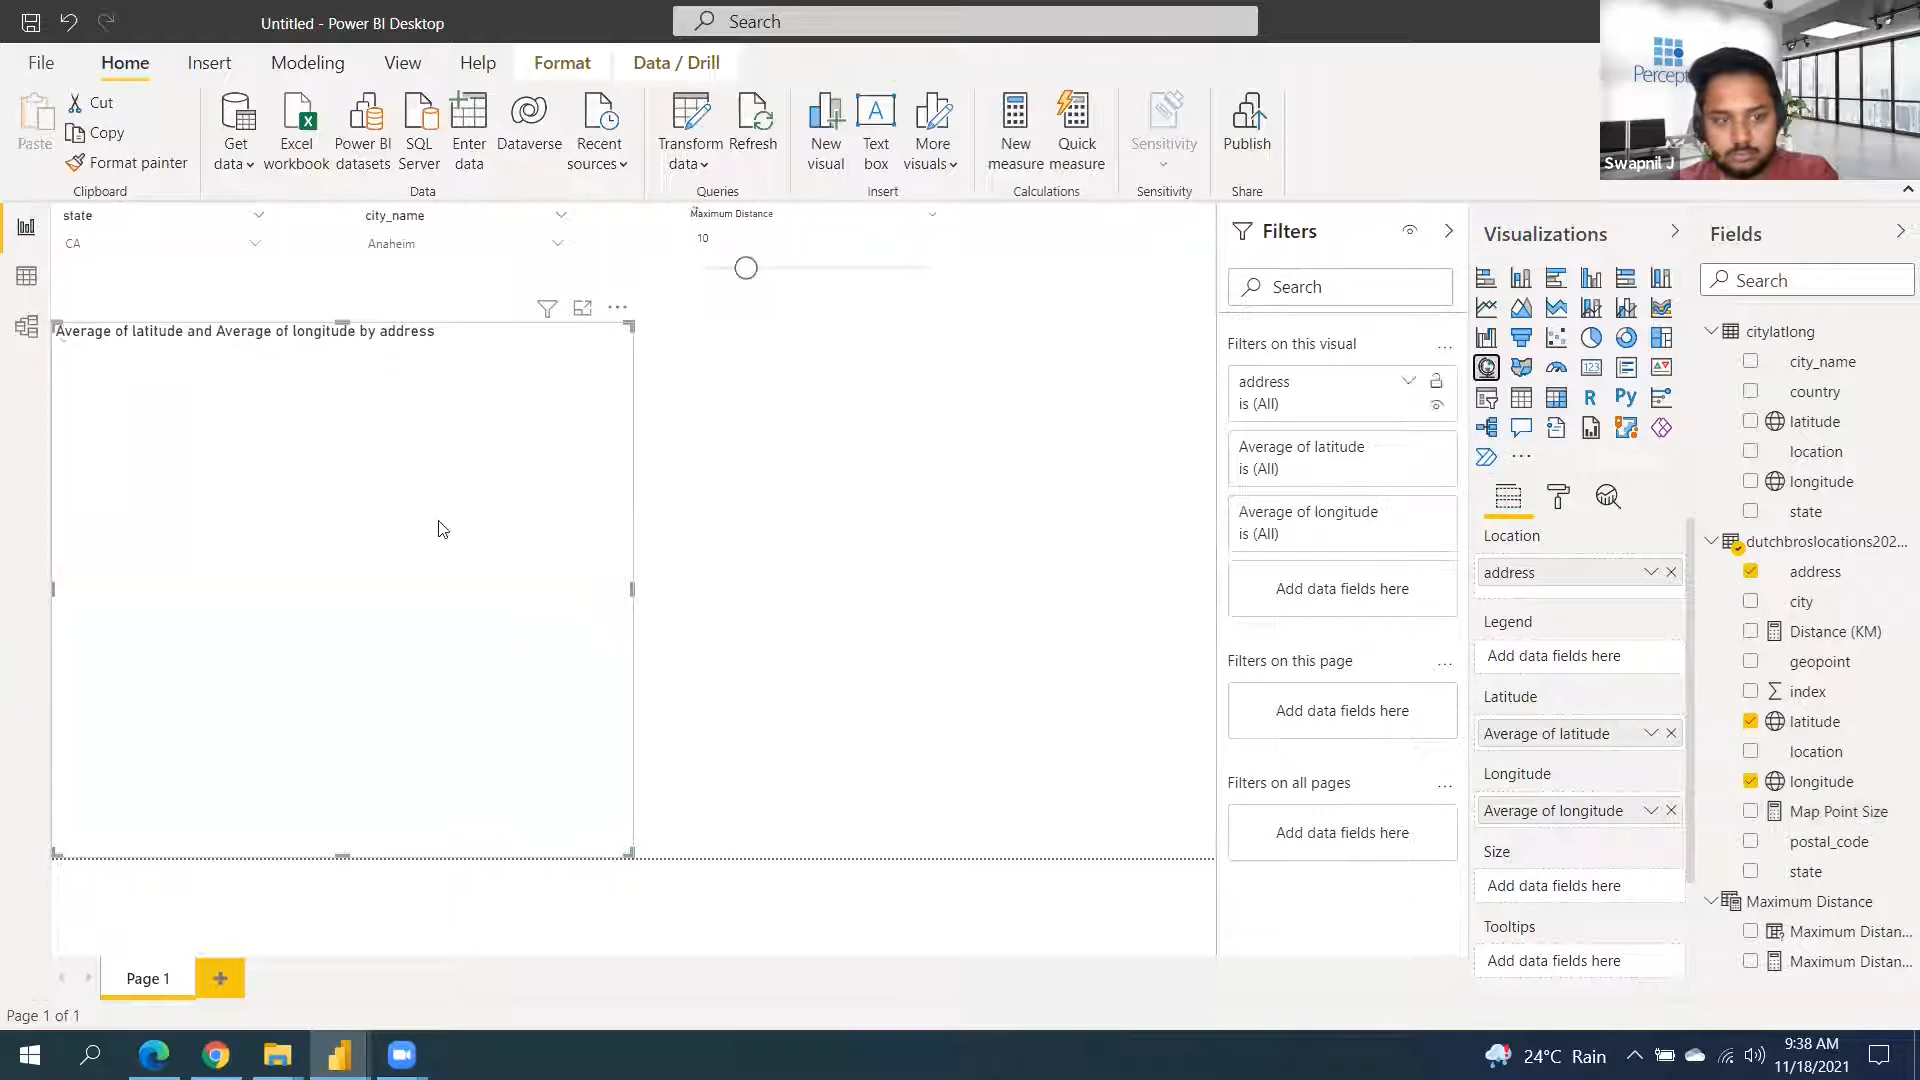 Untitled - Power BI Desktop
Search
File
Home
Insert
Modeling
View
Help
Format
Data / Drill
Paste
Cut
Copy
Format painter
Clipboard
Get data
Excel workbook
Power BI datasets
SQL Server
Enter data
Dataverse
Recent sources
Data
Transform data
Refresh
Queries
New visual
Text box
More visuals
Insert
New measure
Quick measure
Calculations
Sensitivity
Sensitivity
Publish
Share
Swapnil J
state
CA
city_name
Anaheim
Maximum Distance
10
Average of latitude and Average of longitude by address
Filters
Search
Filters on this visual
address
is (All)
Average of latitude
is (All)
Average of longitude
is (All)
Add data fields here
Filters on this page
Add data fields here
Filters on all pages
Add data fields here
Visualizations
R
Py
123
Location
address
Legend
Add data fields here
Latitude
Average of latitude
Longitude
Average of longitude
Size
Add data fields here
Tooltips
Add data fields here
Fields
Search
citylatlong
city_name
country
latitude
location
longitude
state
dutchbroslocations202...
address
city
Distance (KM)
geopoint
index
latitude
location
longitude
Map Point Size
postal_code
state
Maximum Distance
Maximum Distan...
Maximum Distan...
Page 1
Page 1 of 1
24°C Rain
9:38 AM
11/18/2021